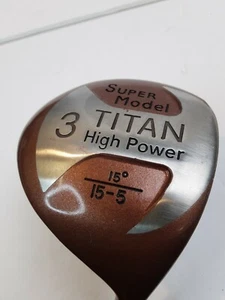 SUPER
Model
3 TITAN
High Power
15°
15-5